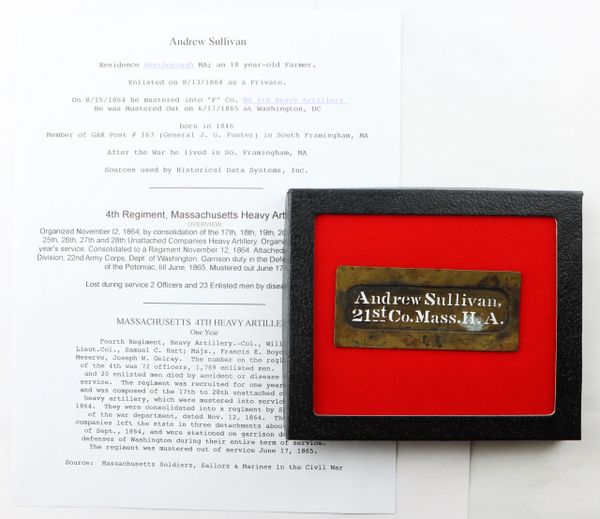 Andrew Sullivan
Residence Westborough MA; an 18 year-old Farmer.
Enlisted on 8/13/1864 as a Private.
On 8/15/1864 he mustered into "F" Co. MA 4th Heavy Artillery
He was Mustered Out on 6/17/1865 at Washington, DC
born in 1846
Member of GAR Post # 163 (General J. G. Foster) in South Framingham, MA
After the War he lived in So. Framingham, MA
Sources used by Historical Data Systems, Inc.
4th Regiment, Massachusetts Heavy
OVERVIEW:
Organized November 12, 1864, by consolidation of the 17th, 18th, 19th,
25th, 26th, 27th and 28th Unattached Companies Heavy Artillery.
year's service. Consolidated to a Regiment November 12, 1864.
Division, 22nd Army Corps, Dept of Washington. Garrison duty in the
of the Potomac, till June, 1865. Mustered out June 17
Lost during service 2 Officers and 23 Enlisted men by
MASSACHUSETTS 4TH HEAVY
One Year
Fourth Regiment, Heavy Artillery.-Col.,
Lieut.Col., Samuel C. Hart; Majs., Francis E.
Meserve, Joseph W. Gelray. The number on the
of the 4th was 72 officers, 1,769 enlisted men.
and 20 enlisted men died by accident or disease
service. The regiment was recruited for one year
and was composed of the 17th to 28th unattached
heavy artillery, which were mustered into
1864. They were consolidated into a regiment by
of the war department, dated Nov. 12, 1864. The
companies left the state in three detachments
of Sept., 1864, and were stationed on garrison
defenses of Washington during their entire term of service.
The regiment was mustered out of service June 17, 1865.
Source: Massachusetts Soldiers, Sailors & Marines in the Civil War
Andrew Sullivan,
21st Co. Mass. H. A.